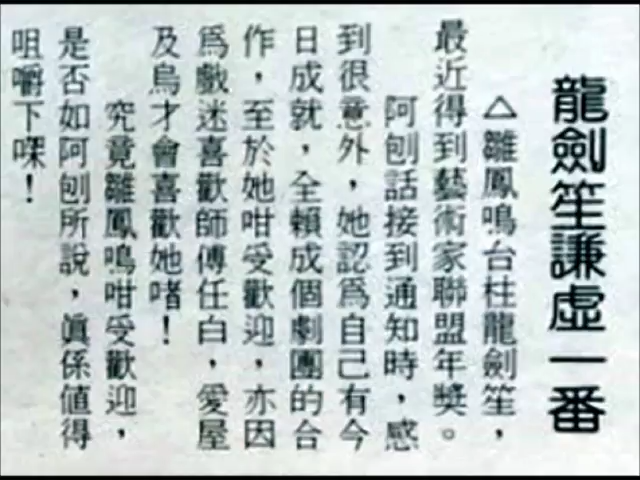 龍劍笙謙虛一番
△雛鳳鳴台柱龍劍笙，
最近得到藝術家聯盟年獎。
阿刨話接到通知時，感
到很意外，她認爲自己有今
日成就，全賴成個劇團的合
作，至於她咁受歡迎，亦因
爲戲迷喜歡師傅任白，愛屋
及烏才會喜歡她啫！
究竟雛鳳鳴咁受歡迎，
是否如阿刨所說，眞係值得
咀嚼下㗎！